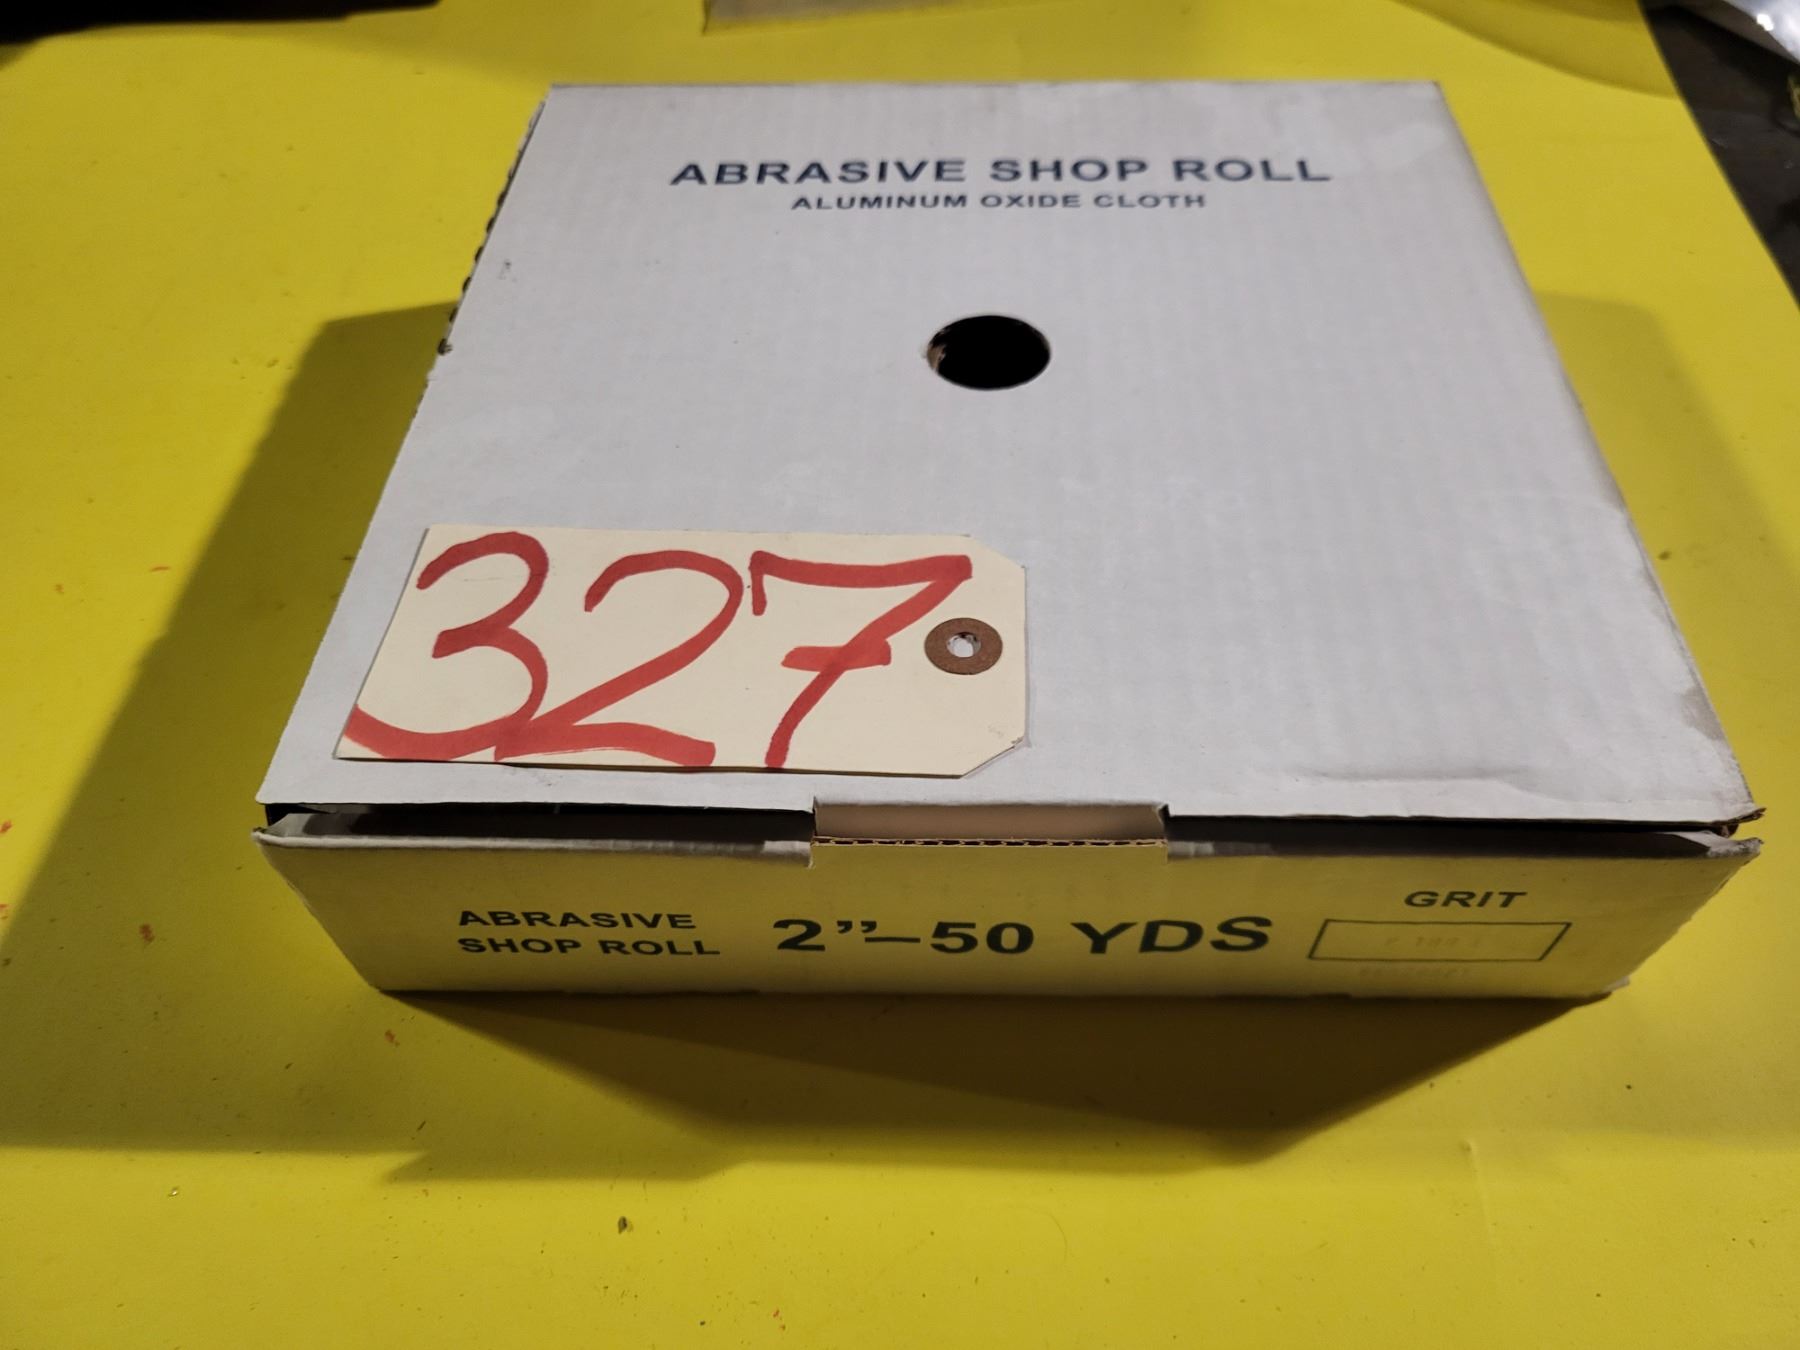 ABRASIVE SHOP ROLL
ALUMINUM OXIDE CLOTH
327
ABRASIVE
SHOP ROLL
2”–50 YDS
GRIT